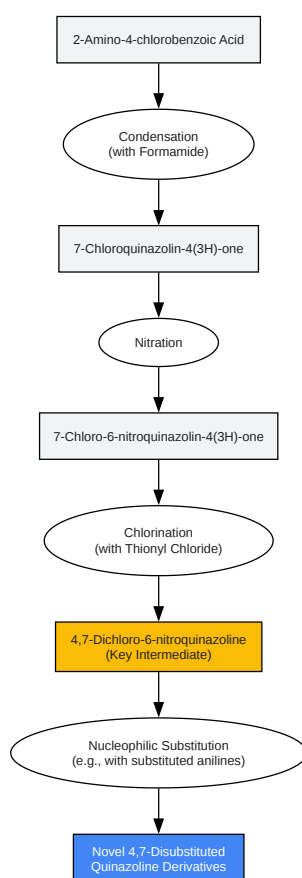 2-Amino-4-chlorobenzoic Acid
Condensation
(with Formamide)
7-Chloroquinazolin-4(3H)-one
Nitration
7-Chloro-6-nitroquinazolin-4(3H)-one
Chlorination
(with Thionyl Chloride)
4,7-Dichloro-6-nitroquinazoline
(Key Intermediate)
Nucleophilic Substitution
(e.g., with substituted anilines)
Novel 4,7-Disubstituted
Quinazoline Derivatives